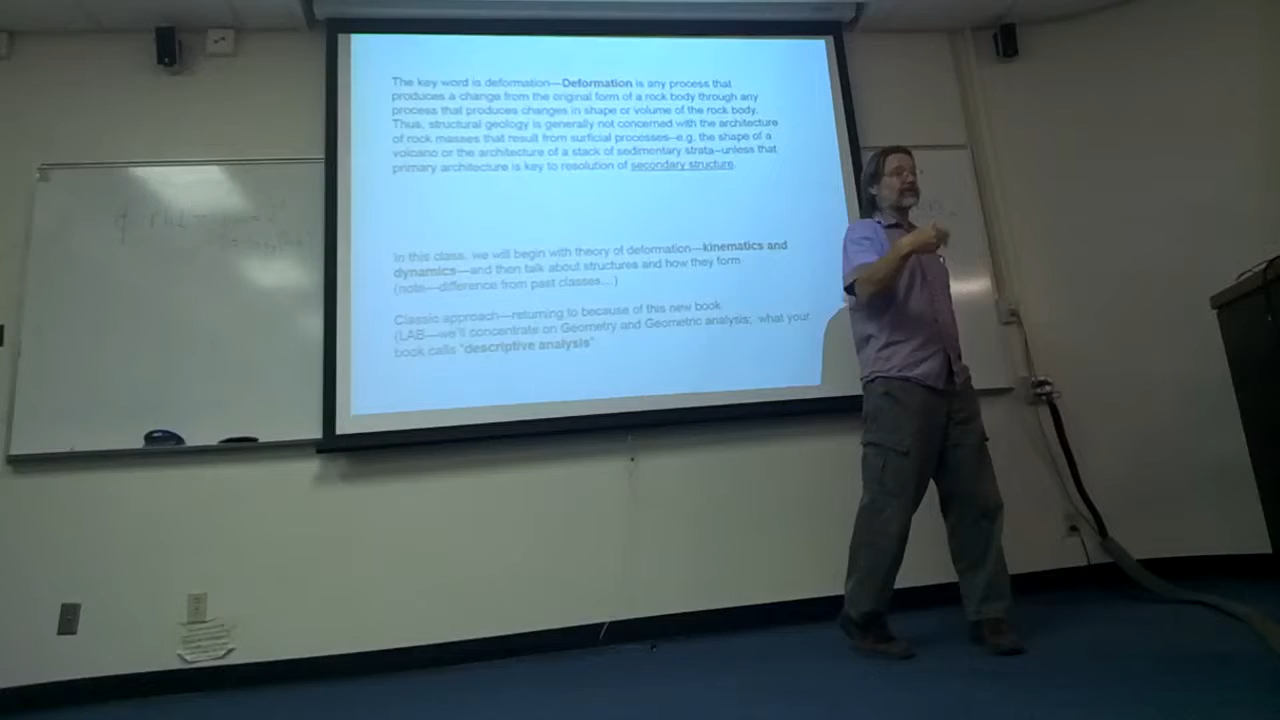 The key word is deformation—Deformation is any process that
produces a change from the original form of a rock body through any
process that produces changes in shape or volume of the rock body.
Thus, structural geology is generally not concerned with the architecture
of rock masses that result from surficial processes--e.g. the shape of a
volcano or the architecture of a stack of sedimentary strata--unless that
primary architecture is key to resolution of secondary structure.
In this class, we will begin with theory of deformation—kinematics and
dynamics—and then talk about structures and how they form
(note—difference from past classes…)
Classic approach—returning to because of this new book
(LAB—we'll concentrate on Geometry and Geometric analysis; what your
book calls "descriptive analysis"